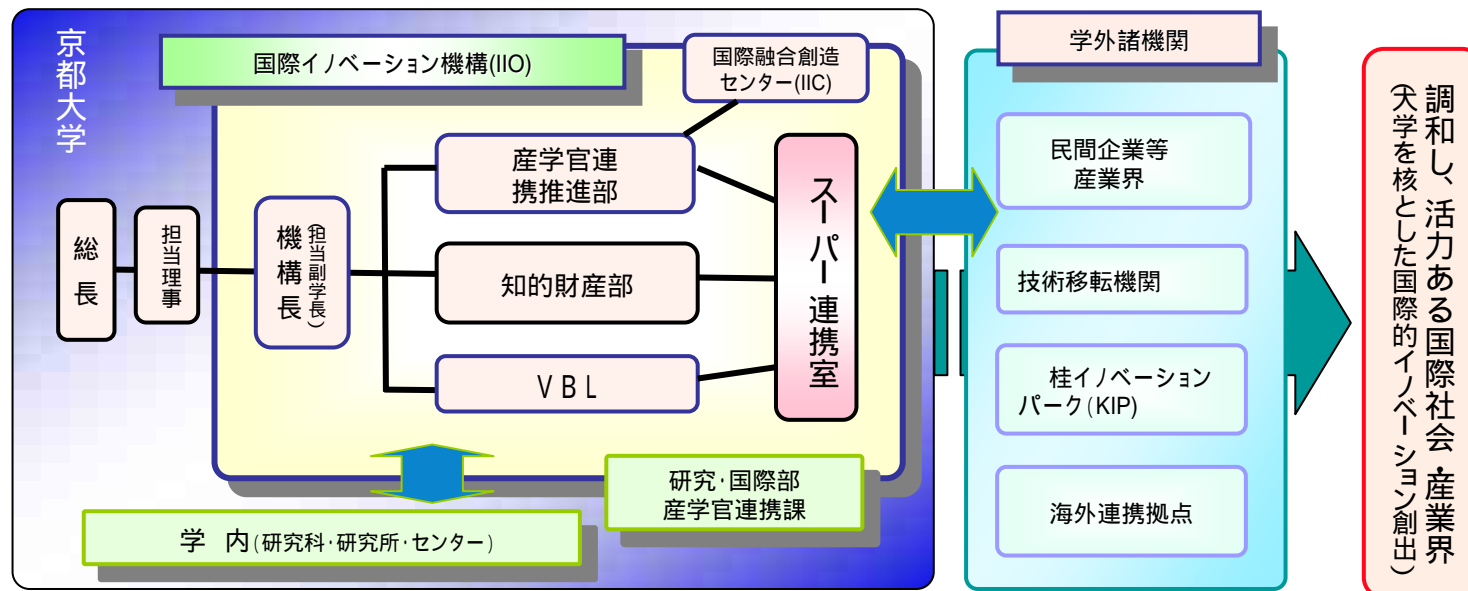 京都大学
国際イノベーション機構(IIO)
国際融合創造
センター(IIC)
総長
担当理事
機構長
(担当副学長)
産学官連
携推進部
知的財産部
VBL
スーパー連携室
研究・国際部
産学官連携課
学 内(研究科・研究所・センター)
学外諸機関
民間企業等
産業界
技術移転機関
桂イノベーション
パーク(KIP)
海外連携拠点
調和し、活力ある国際社会・産業界
(大学を核とした国際的イノベーション創出)